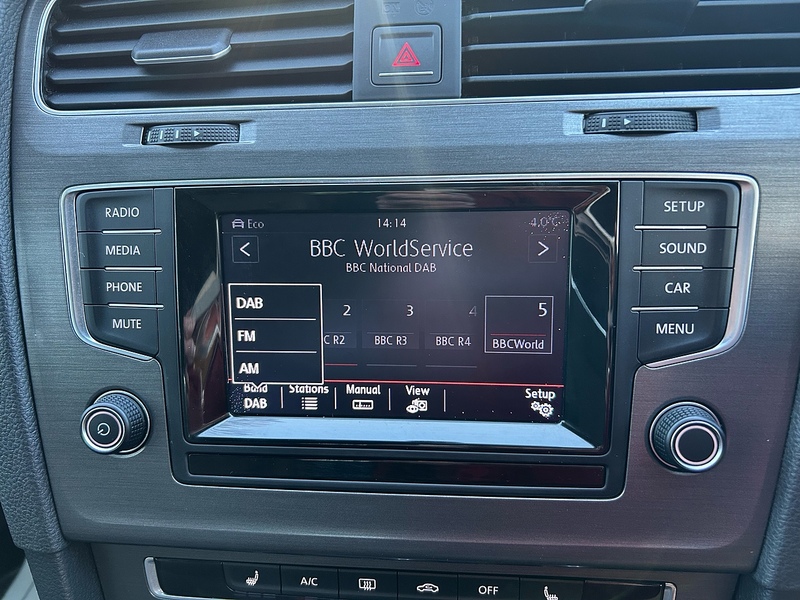 RADIO
MEDIA
PHONE
MUTE
Eco 14:14 4.0°C
< BBC WorldService >
BBC National DAB
DAB
FM
AM
2 3 4 5
C R2 BBC R3 BBC R4 BBCWorld
Band Stations Manual View Setup
DAB
SETUP
SOUND
CAR
MENU
A/C OFF